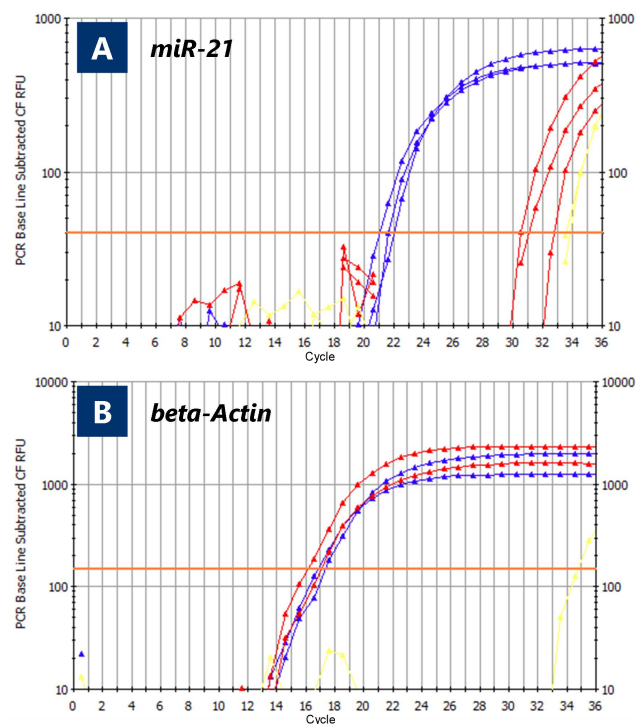 A miR-21
1000 1000
100 100
10 10
PCR Base Line Subtracted CF RFU
0 2 4 6 8 10 12 14 16 18 20 22 24 26 28 30 32 34 36
Cycle
B beta-Actin
10000 10000
1000 1000
100 100
10 10
PCR Base Line Subtracted CF RFU
0 2 4 6 8 10 12 14 16 18 20 22 24 26 28 30 32 34 36
Cycle